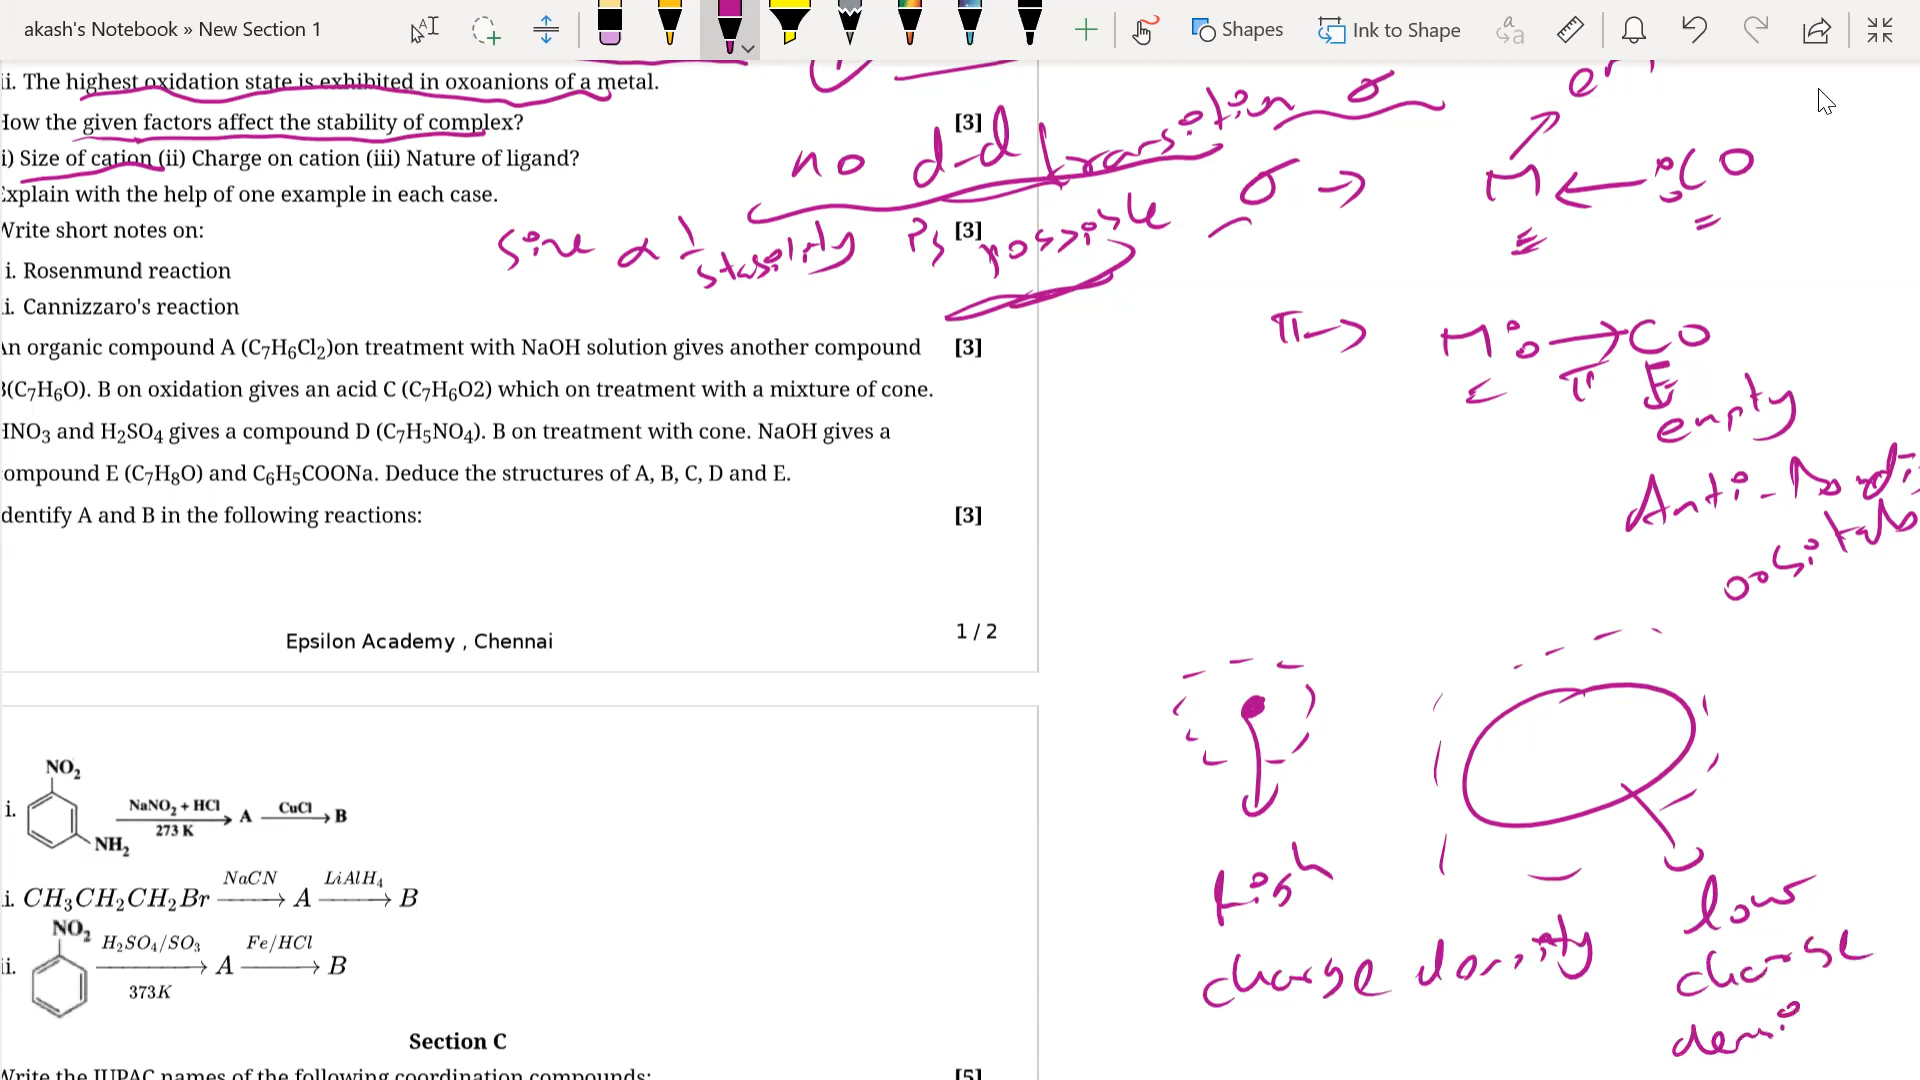 akash's Notebook » New Section 1
Shapes
Ink to Shape
ii. The highest oxidation state is exhibited in oxoanions of a metal.
How the given factors affect the stability of complex? [3]
i) Size of cation (ii) Charge on cation (iii) Nature of ligand?
Explain with the help of one example in each case.
Write short notes on: [3]
i. Rosenmund reaction
i. Cannizzaro's reaction
An organic compound A (C7H6Cl2)on treatment with NaOH solution gives another compound [3]
B(C7H6O). B on oxidation gives an acid C (C7H6O2) which on treatment with a mixture of cone.
HNO3 and H2SO4 gives a compound D (C7H5NO4). B on treatment with cone. NaOH gives a
compound E (C7H8O) and C6H5COONa. Deduce the structures of A, B, C, D and E.
dentify A and B in the following reactions: [3]
Epsilon Academy , Chennai
1 / 2
NO2
i. NaNO2 + HCl 273 K A CuCl B
NH2
i. CH3CH2CH2Br NaCN A LiAlH4 B
NO2
ii. H2SO4/SO3 373K A Fe/HCl B
Section C
Write the IUPAC names of the following coordination compounds: [5]
no d-d transition σ
size α 1/stability is possible
σ → M ← :CO
π → M: → CO
π
empty
Anti-
high
charge density
low
charge